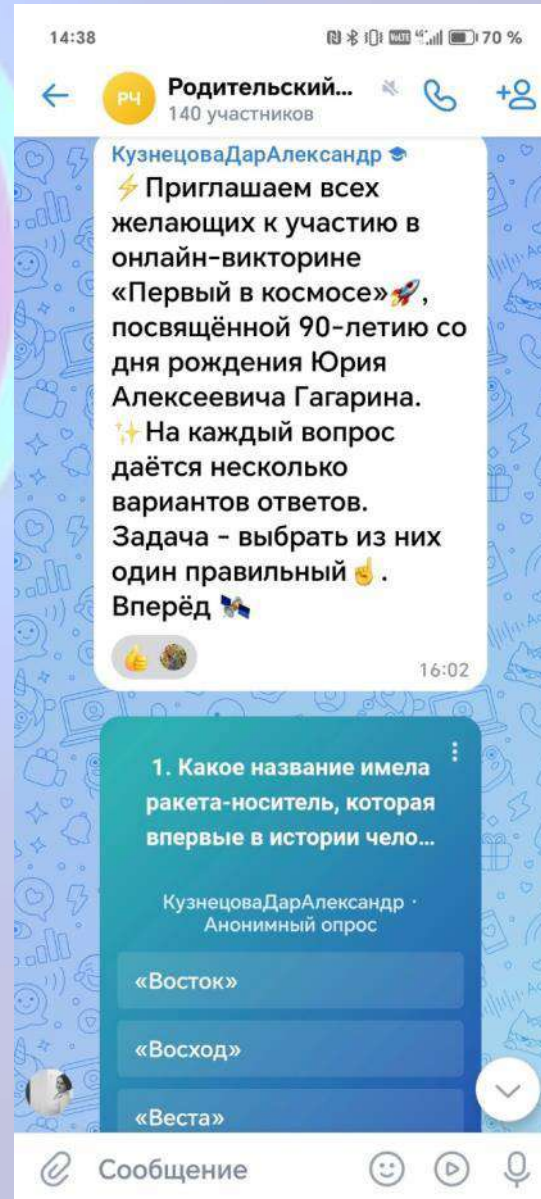 14:38
VoLTE 4G 70 %
РЧ
Родительский...
140 участников
КузнецоваДарАлександр
Приглашаем всех
желающих к участию в
онлайн-викторине
«Первый в космосе»🚀,
посвящённой 90-летию со
дня рождения Юрия
Алексеевича Гагарина.
✨На каждый вопрос
даётся несколько
вариантов ответов.
Задача - выбрать из них
один правильный☝.
Вперёд 🛰
16:02
1. Какое название имела
ракета-носитель, которая
впервые в истории чело...
КузнецоваДарАлександр ·
Анонимный опрос
«Восток»
«Восход»
«Веста»
Сообщение